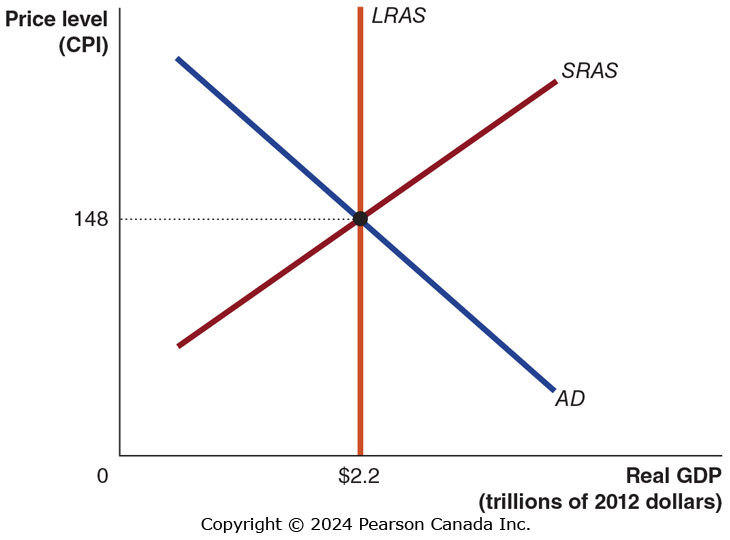 Price level
(CPI)
LRAS
SRAS
148
AD
0
$2.2
Real GDP
(trillions of 2012 dollars)
Copyright © 2024 Pearson Canada Inc.